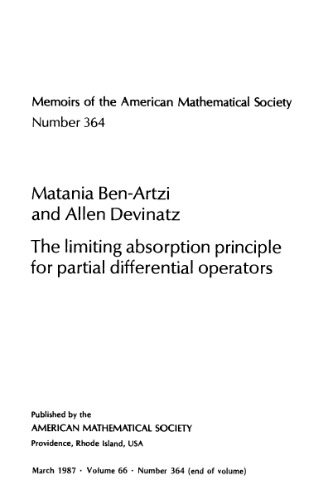 Memoirs of the American Mathematical Society
Number 364
Matania Ben-Artzi
and Allen Devinatz
The limiting absorption principle
for partial differential operators
Published by the
AMERICAN MATHEMATICAL SOCIETY
Providence, Rhode Island, USA
March 1987 · Volume 66 · Number 364 (end of volume)